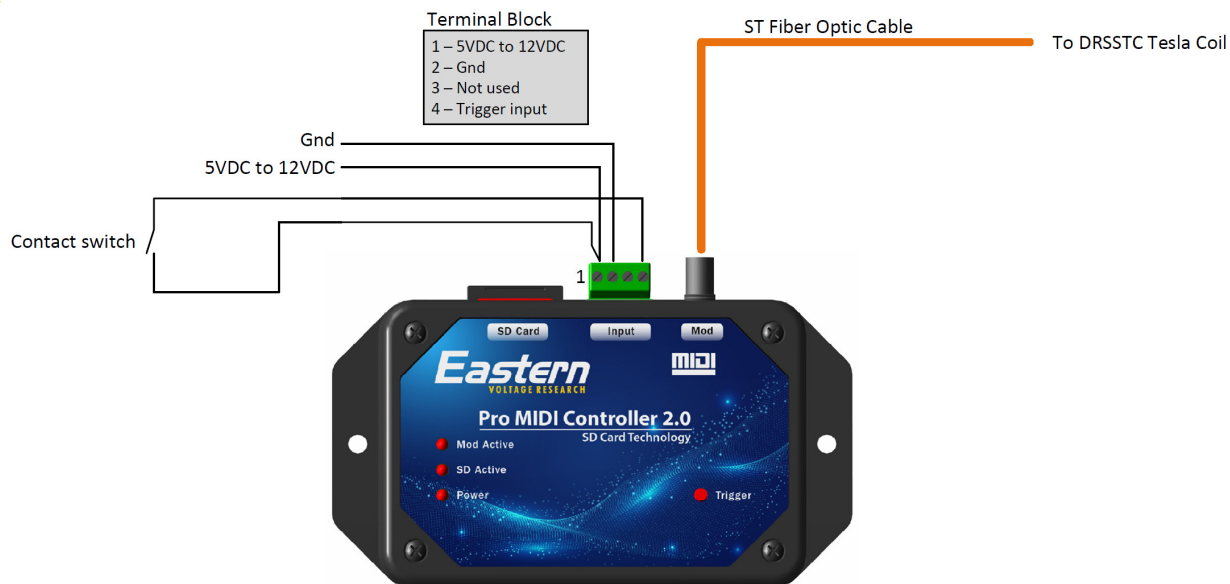 Terminal Block
1 – 5VDC to 12VDC
2 – Gnd
3 – Not used
4 – Trigger input
ST Fiber Optic Cable
To DRSSTC Tesla Coil
Gnd
5VDC to 12VDC
Contact switch
1
SD Card
Input
Mod
Eastern
VOLTAGE RESEARCH
MIDI
Pro MIDI Controller 2.0
SD Card Technology
Mod Active
SD Active
Power
Trigger